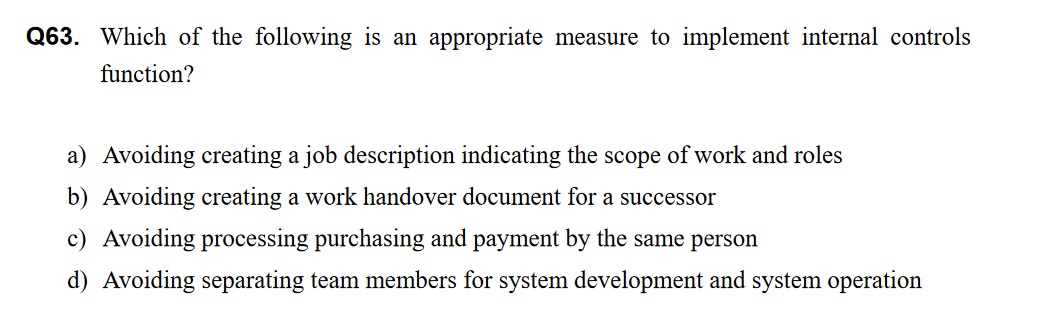 Q63. Which of the following is an appropriate measure to implement internal controls
function?
a) Avoiding creating a job description indicating the scope of work and roles
b) Avoiding creating a work handover document for a successor
c) Avoiding processing purchasing and payment by the same person
d) Avoiding separating team members for system development and system operation